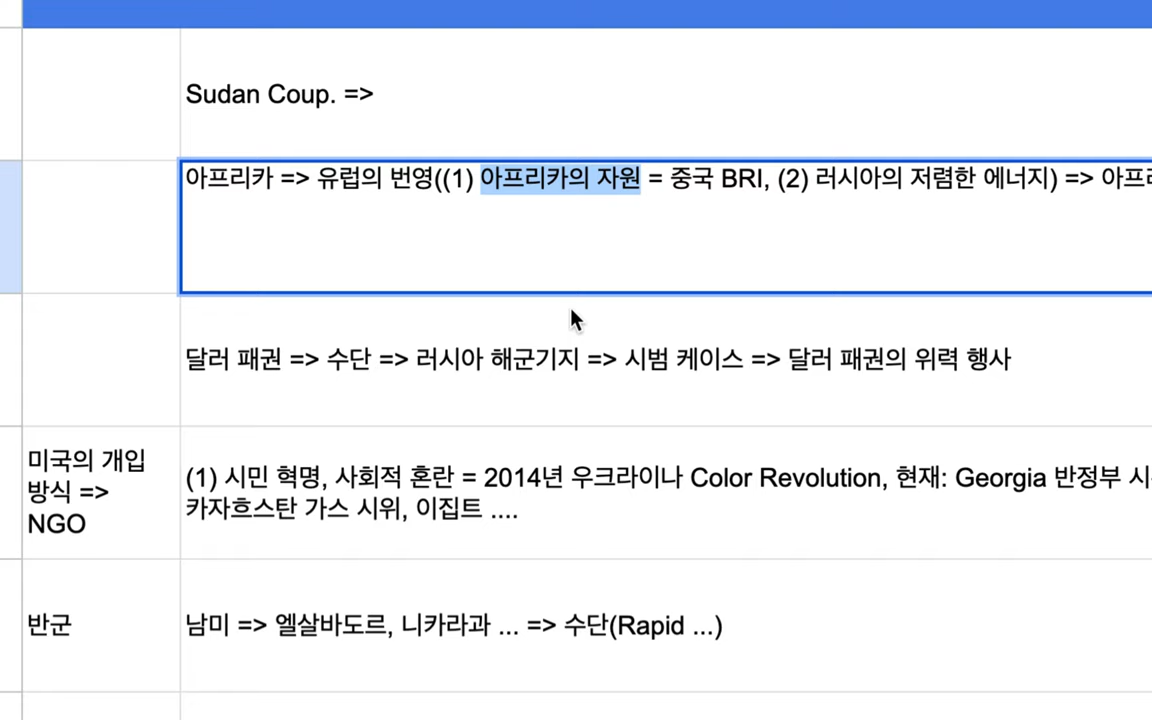 Sudan Coup. =>
아프리카 => 유럽의 번영((1) 아프리카의 자원 = 중국 BRI, (2) 러시아의 저렴한 에너지) => 아프
달러 패권 => 수단 => 러시아 해군기지 => 시범 케이스 => 달러 패권의 위력 행사
미국의 개입
방식 =>
NGO
(1) 시민 혁명, 사회적 혼란 = 2014년 우크라이나 Color Revolution, 현재: Georgia 반정부
카자흐스탄 가스 시위, 이집트 ....
반군
남미 => 엘살바도르, 니카라과 ... => 수단(Rapid ...)